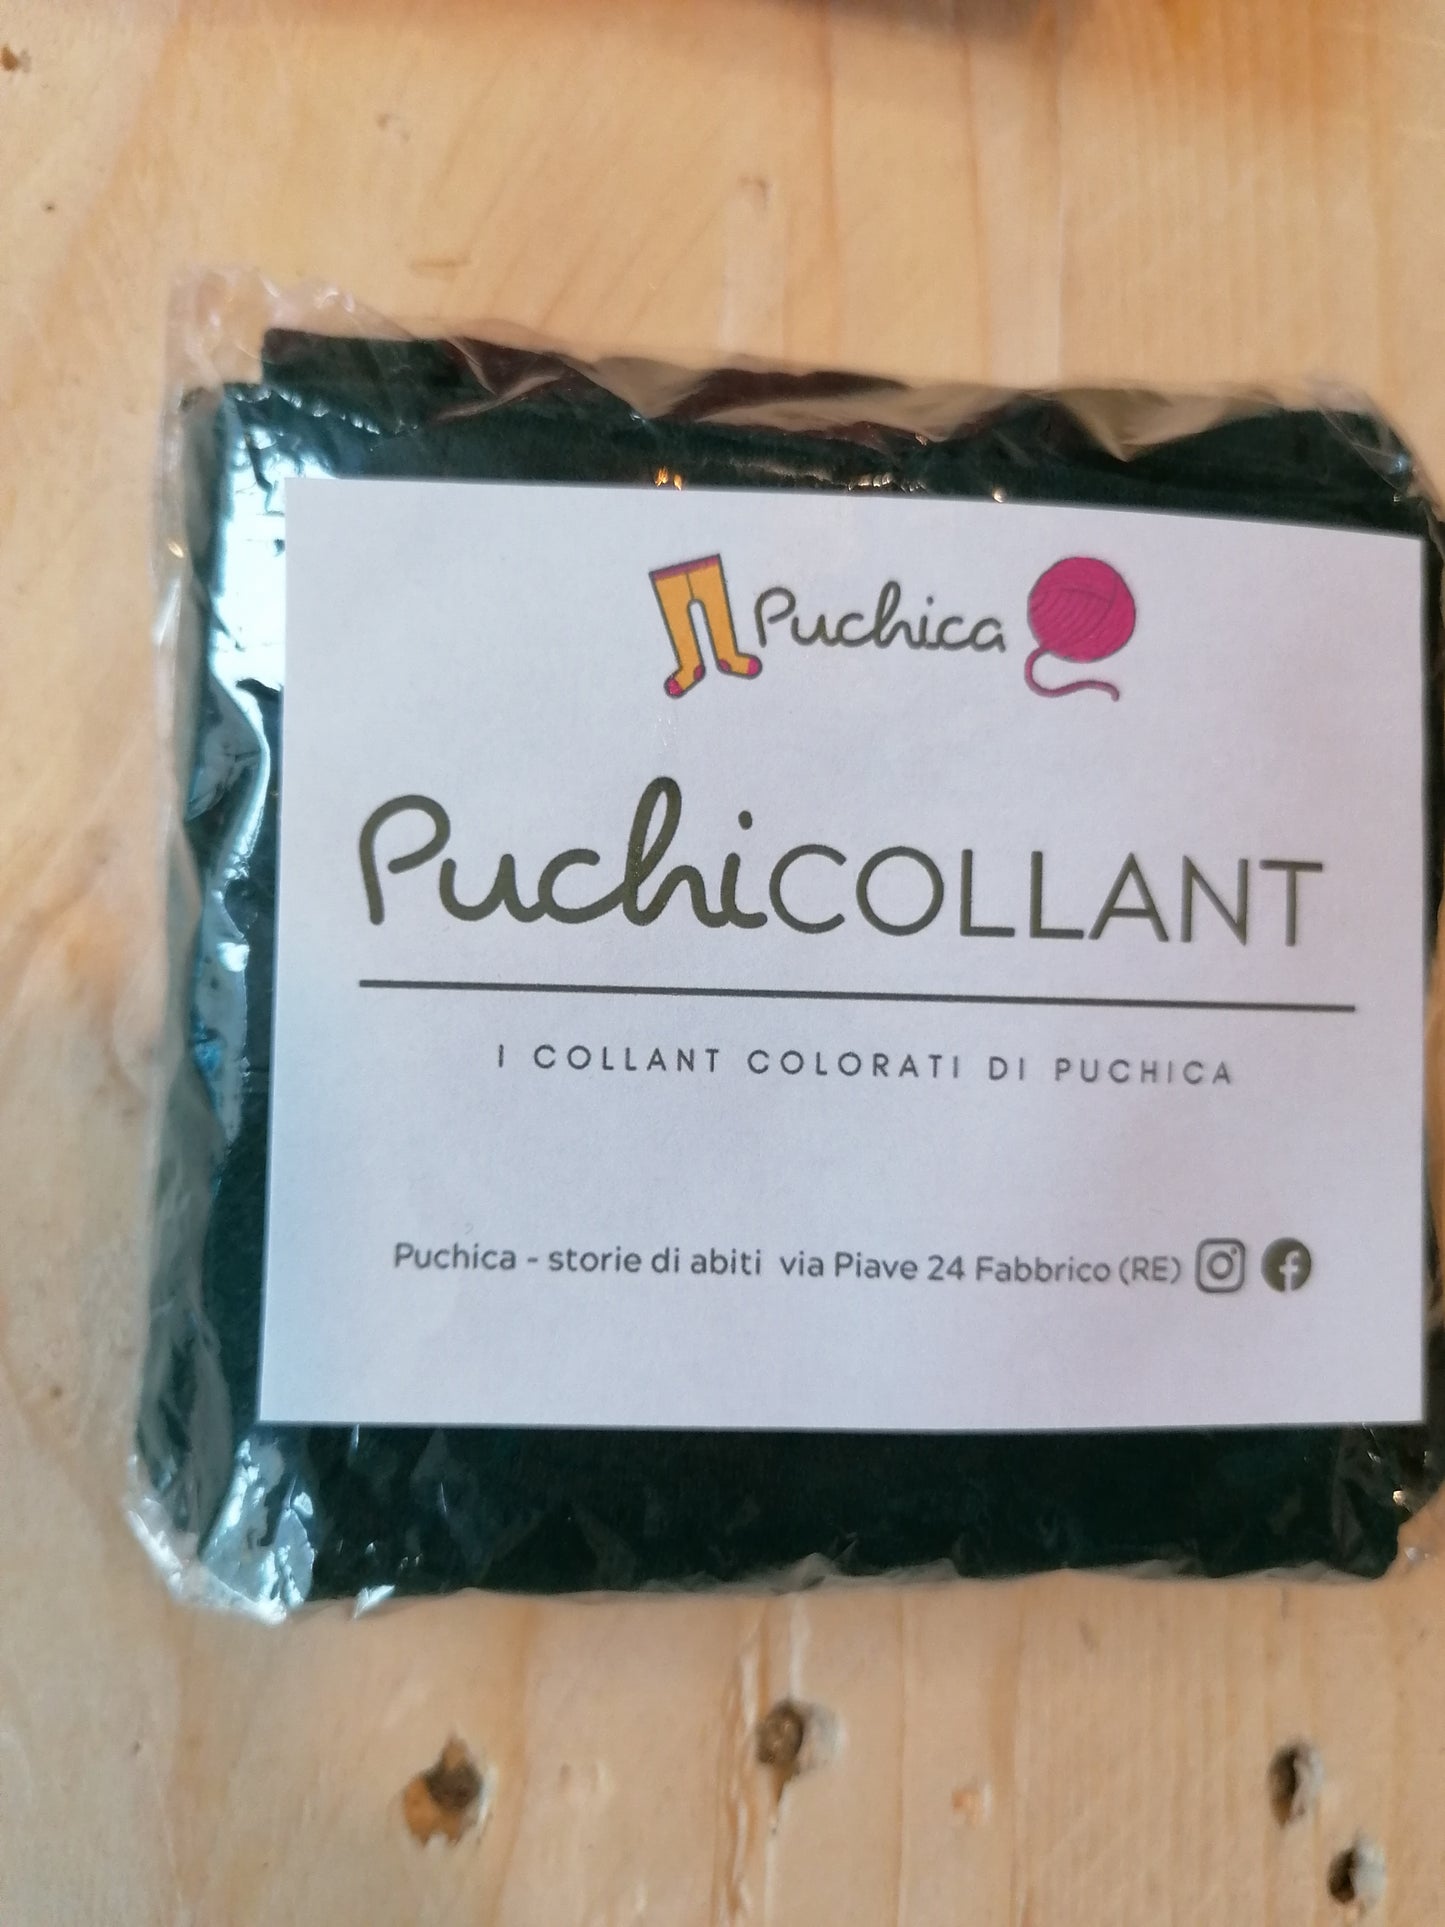 Puchica
PuchiCOLLANT
I COLLANT COLORATI DI PUCHICA
Puchica - storie di abiti via Piave 24 Fabbrico (RE)